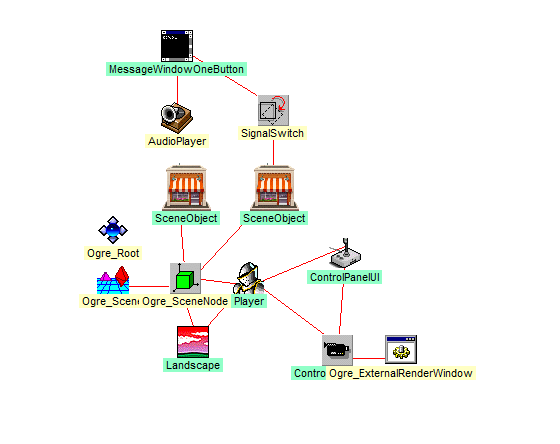 MessageWindowOneButton
AudioPlayer
SignalSwitch
SceneObject
SceneObject
Ogre_Root
ControlPanelUI
Ogre_Scen
Ogre_SceneNode
Player
Landscape
Contro
Ogre_ExternalRenderWindow